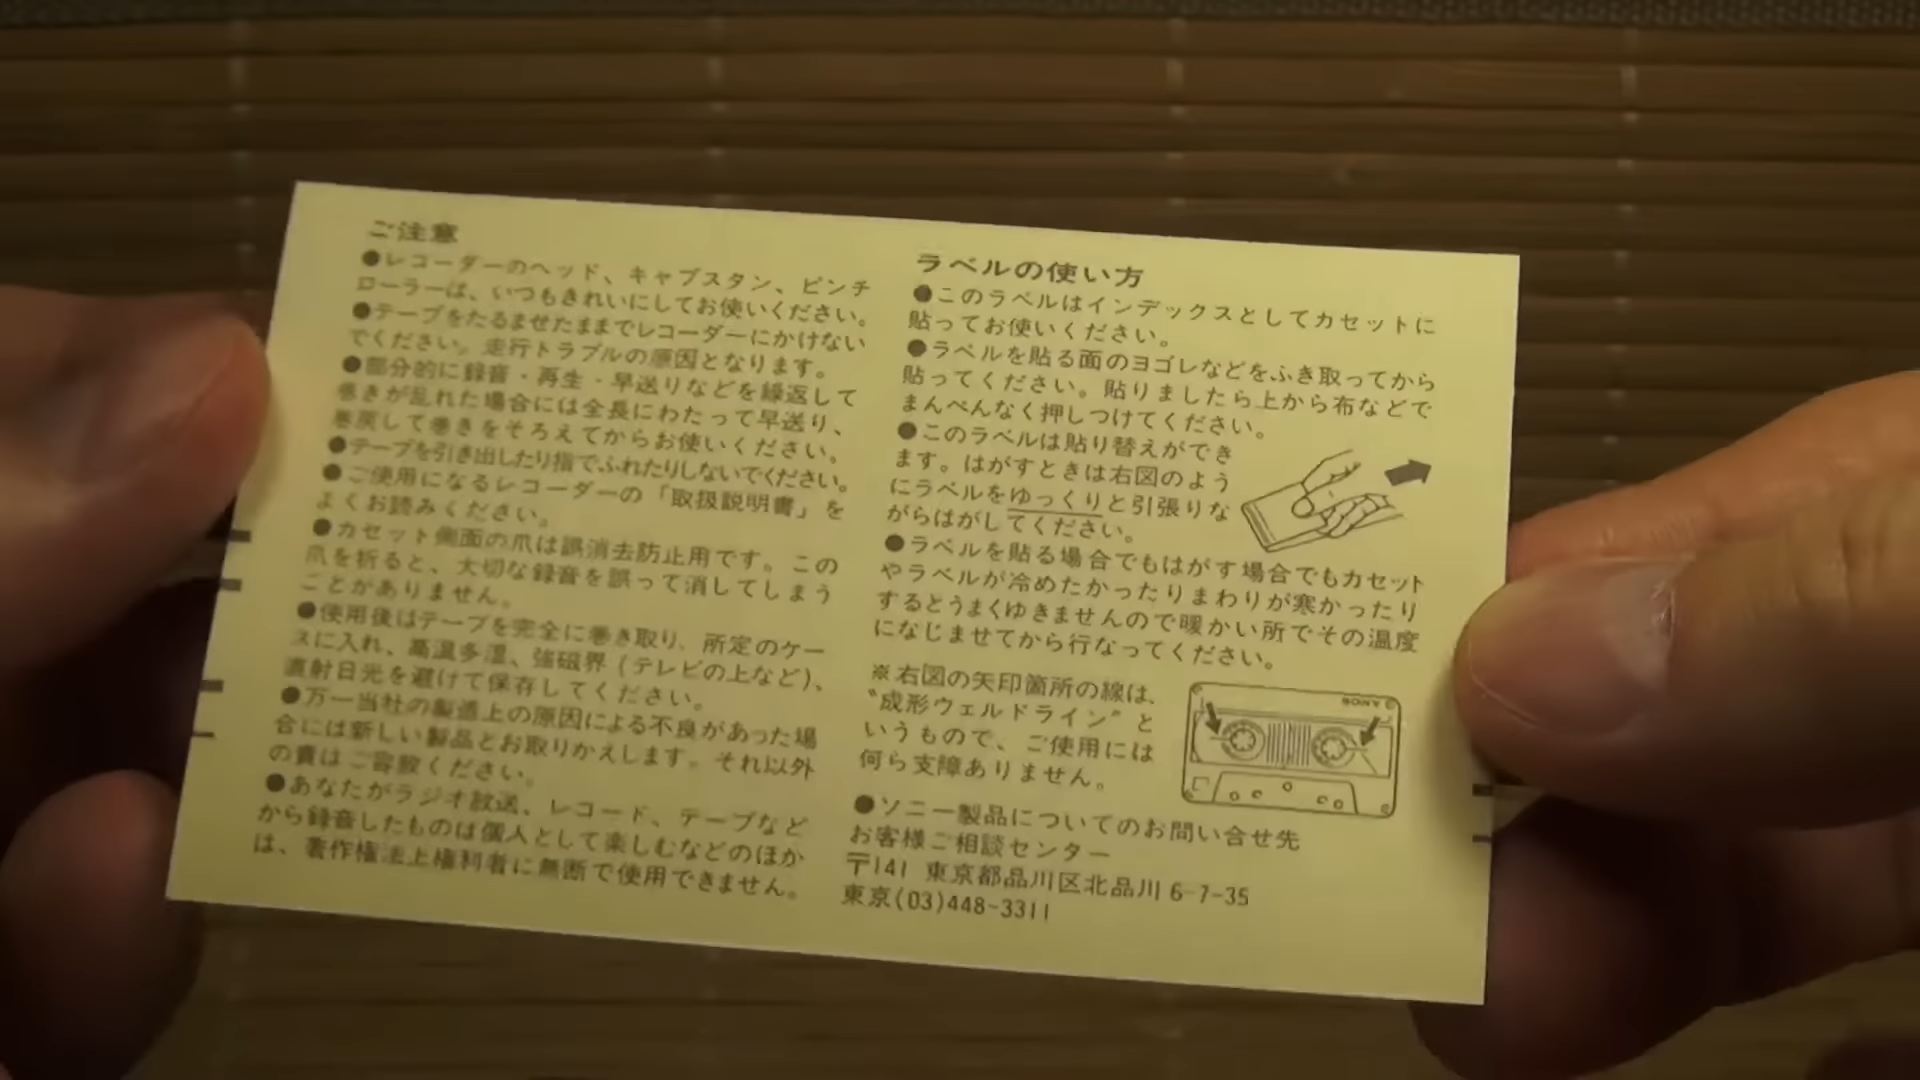 ご注意
●レコーダーのヘッド、キャプスタン、ピンチ
ローラーは、いつもきれいにしてお使いください。
●テープをたるませたままでレコーダーにかけない
でください。走行トラブルの原因となります。
●部分的に録音・再生・早送りなどを繰返して
巻きが乱れた場合には全長にわたって早送り、
巻戻して巻きをそろえてからお使いください。
●テープを引き出したり指でふれたりしないでください。
●ご使用になるレコーダーの「取扱説明書」を
よくお読みください。
●カセット側面の爪は誤消去防止用です。この
爪を折ると、大切な録音を誤って消してしまう
ことがありません。
●使用後はテープを完全に巻き取り、所定のケー
スに入れ、高温多湿、強磁界(テレビの上など)、
直射日光を避けて保存してください。
●万一当社の製造上の原因による不良があった場
合には新しい製品とお取りかえします。それ以外
の責はご容赦ください。
●あなたがラジオ放送、レコード、テープなど
から録音したものは個人として楽しむなどのほか
は、著作権法上権利者に無断で使用できません。
ラベルの使い方
●このラベルはインデックスとしてカセットに
貼ってお使いください。
●ラベルを貼る面のヨゴレなどをふき取ってから
貼ってください。貼りましたら上から布などで
まんべんなく押しつけてください。
●このラベルは貼り替えができ
ます。はがすときは右図のよう
にラベルをゆっくりと引張りな
がらはがしてください。
●ラベルを貼る場合でもはがす場合でもカセット
やラベルが冷めたかったりまわりが寒かったり
するとうまくゆきませんので暖かい所でその温度
になじませてから行なってください。
※右図の矢印箇所の線は、
〝成形ウェルドライン〟と
いうもので、ご使用には
何ら支障ありません。
SONY
●ソニー製品についてのお問い合せ先
お客様ご相談センター
〒141 東京都品川区北品川6-7-35
東京(03)448-3311